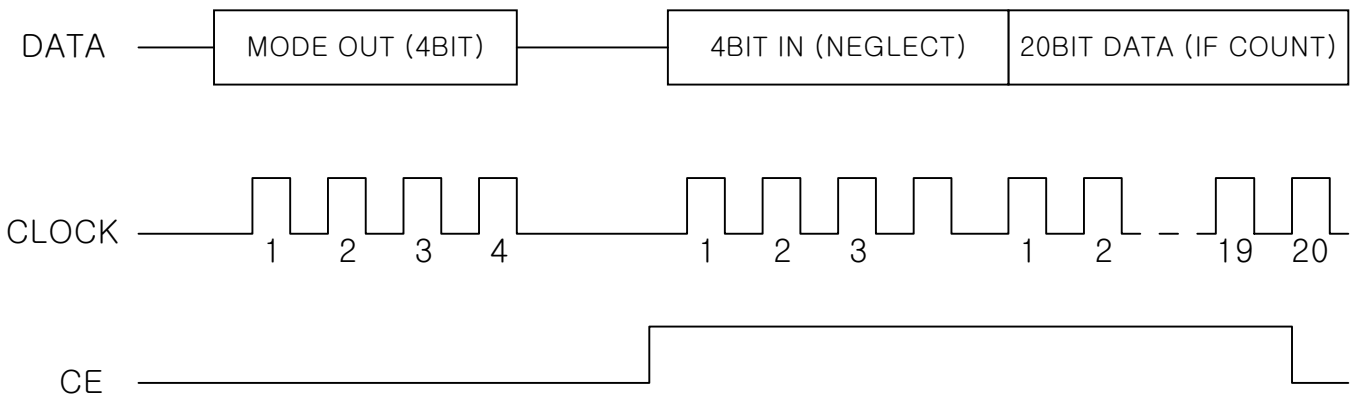 DATA MODE OUT (4BIT) 4BIT IN (NEGLECT) 20BIT DATA (IF COUNT)
CLOCK
1 2 3 4 1 2 3 1 2 19 20
CE